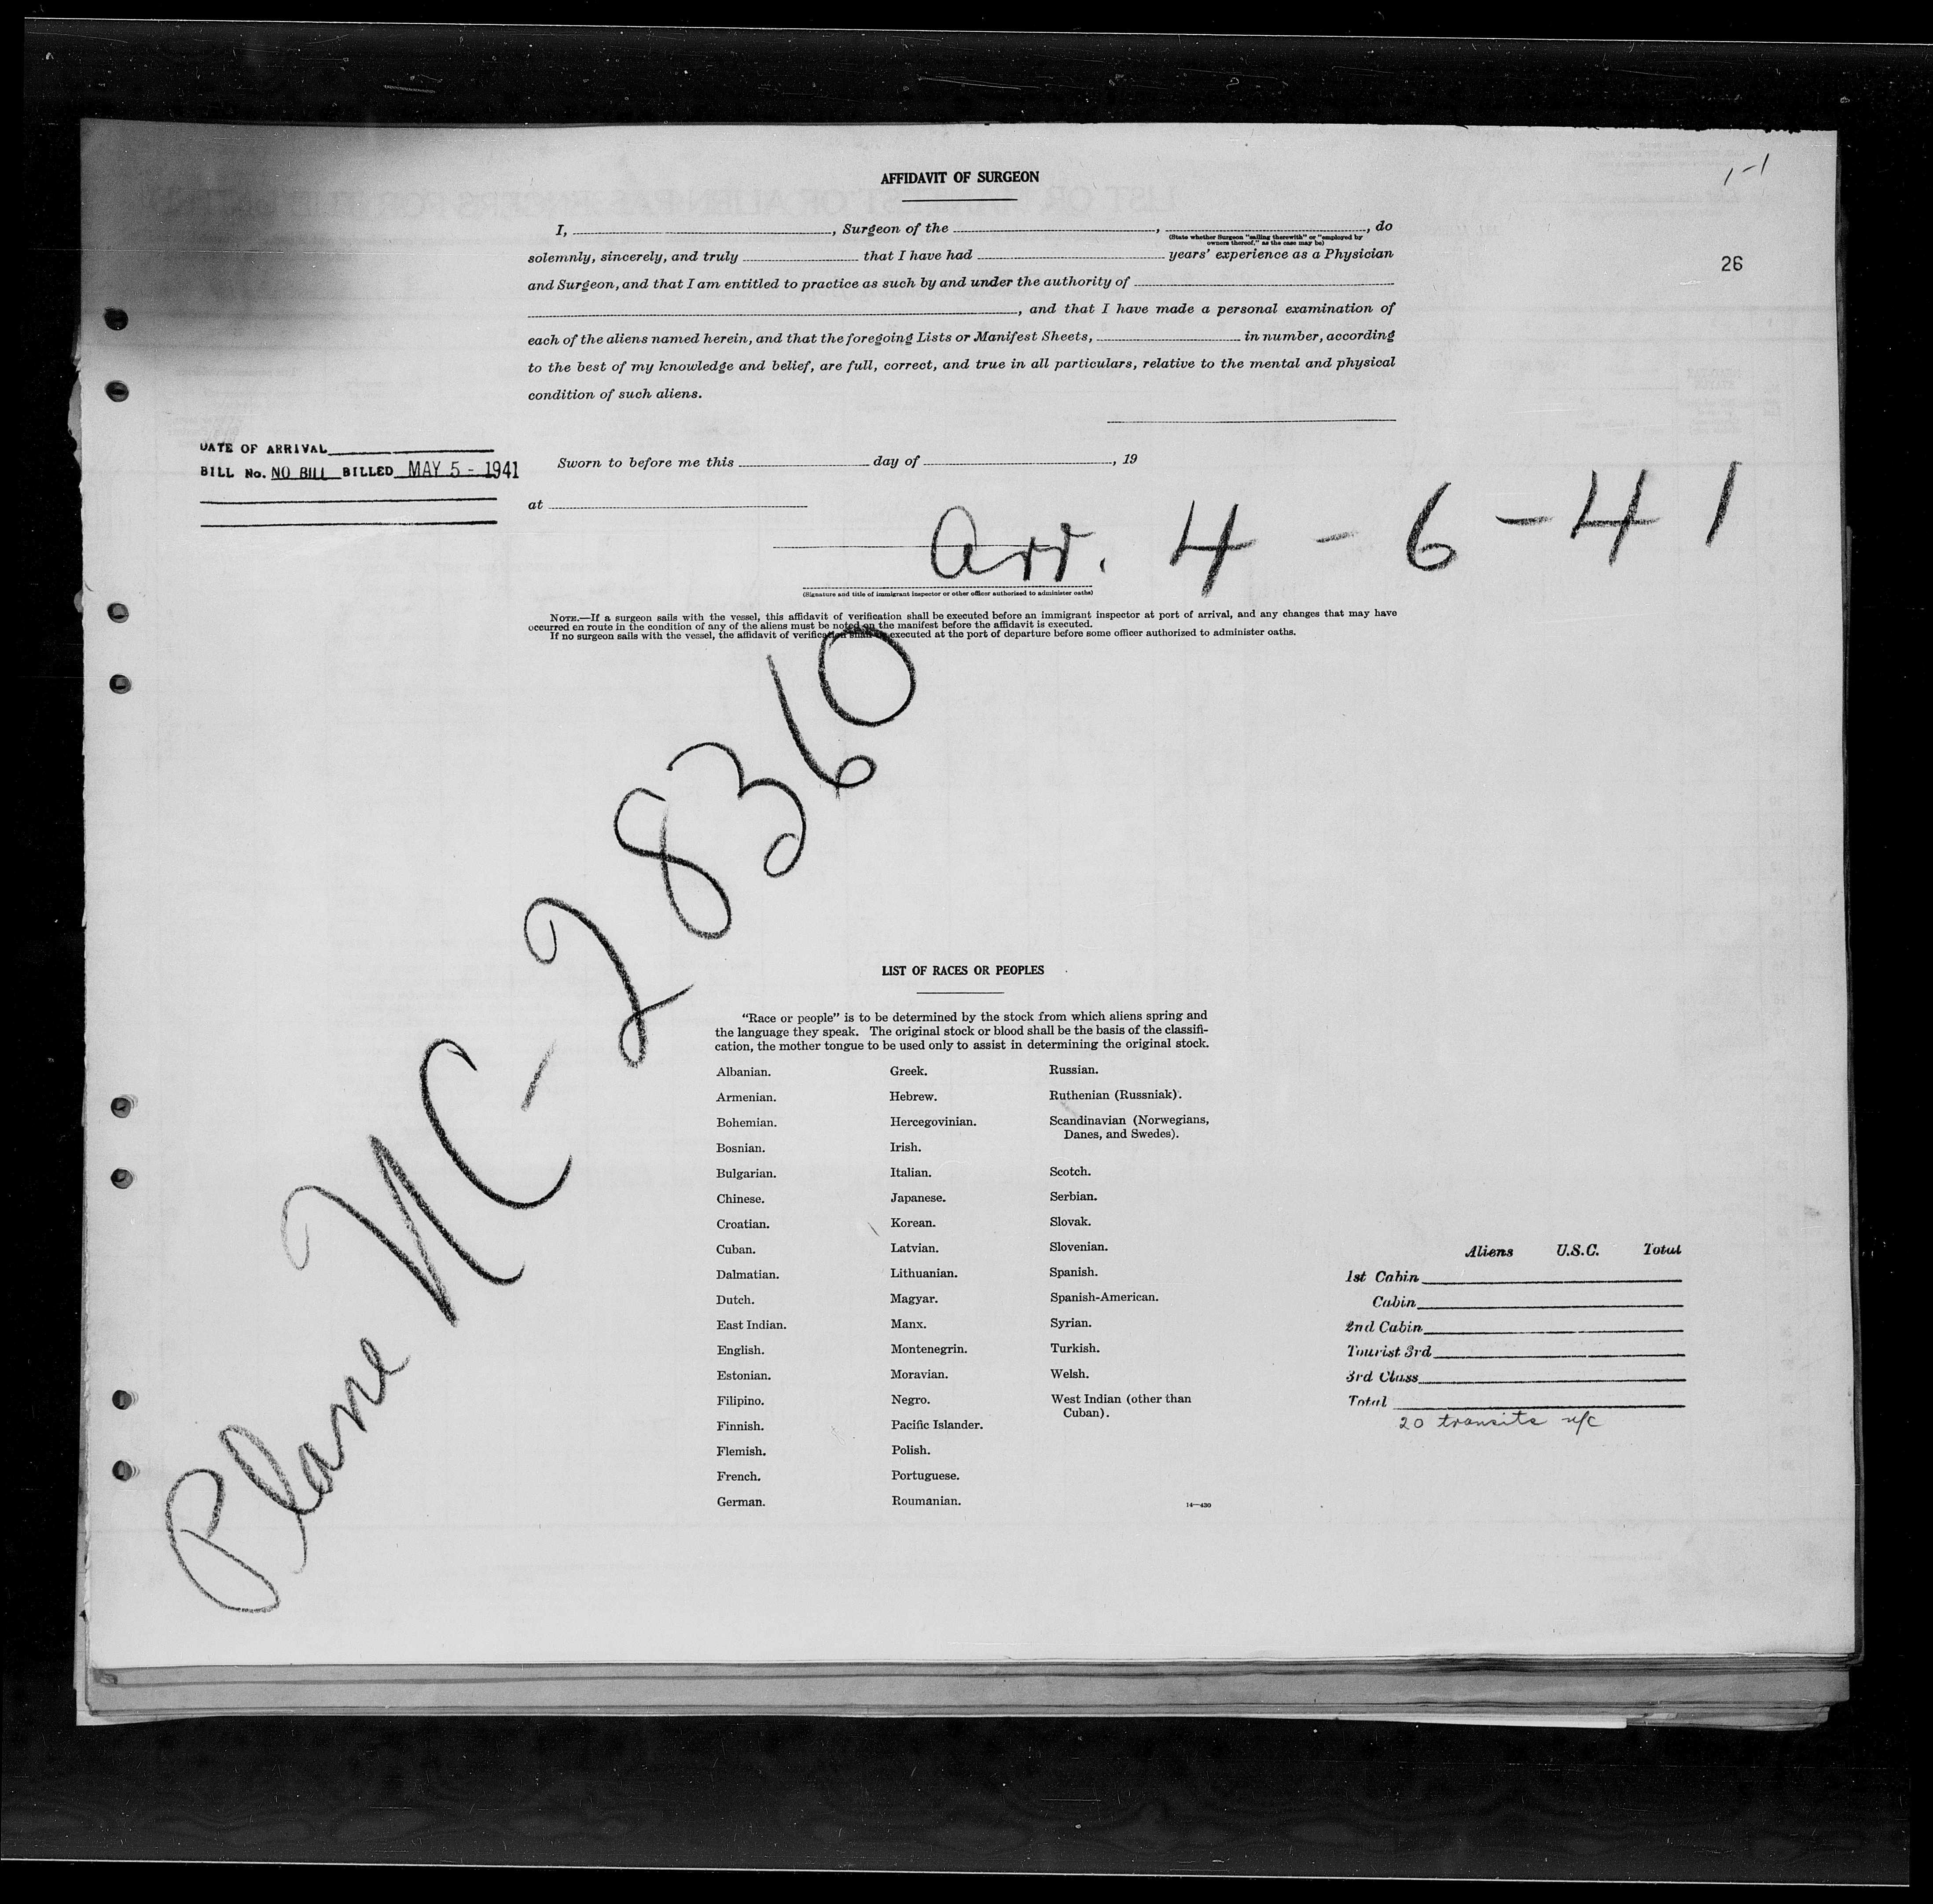 AFFIDAVIT OF SURGEON
1-1
I, , Surgeon of the , , do
(State whether Surgeon "sailing therewith" or "employed by
owners thereof," as the case may be)
solemnly, sincerely, and truly that I have had years' experience as a Physician
26
and Surgeon, and that I am entitled to practice as such by and under the authority of
, and that I have made a personal examination of
each of the aliens named herein, and that the foregoing Lists or Manifest Sheets, in number, according
to the best of my knowledge and belief, are full, correct, and true in all particulars, relative to the mental and physical
condition of such aliens.
DATE OF ARRIVAL
BILL No. NO BILL BILLED MAY 5 - 1941
Sworn to before me this day of , 19
at
Arr. 4 - 6 - 41
(Signature and title of immigrant inspector or other officer authorized to administer oaths)
NOTE.—If a surgeon sails with the vessel, this affidavit of verification shall be executed before an immigrant inspector at port of arrival, and any changes that may have
occurred en route in the condition of any of the aliens must be noted on the manifest before the affidavit is executed.
If no surgeon sails with the vessel, the affidavit of verification shall be executed at the port of departure before some officer authorized to administer oaths.
Plane NC-28360
LIST OF RACES OR PEOPLES
"Race or people" is to be determined by the stock from which aliens spring and
the language they speak. The original stock or blood shall be the basis of the classifi-
cation, the mother tongue to be used only to assist in determining the original stock.
Albanian.
Armenian.
Bohemian.
Bosnian.
Bulgarian.
Chinese.
Croatian.
Cuban.
Dalmatian.
Dutch.
East Indian.
English.
Estonian.
Filipino.
Finnish.
Flemish.
French.
German.
Greek.
Hebrew.
Hercegovinian.
Irish.
Italian.
Japanese.
Korean.
Latvian.
Lithuanian.
Magyar.
Manx.
Montenegrin.
Moravian.
Negro.
Pacific Islander.
Polish.
Portuguese.
Roumanian.
Russian.
Ruthenian (Russniak).
Scandinavian (Norwegians,
Danes, and Swedes).
Scotch.
Serbian.
Slovak.
Slovenian.
Spanish.
Spanish-American.
Syrian.
Turkish.
Welsh.
West Indian (other than
Cuban).
14—430
Aliens U.S.C. Total
1st Cabin
Cabin
2nd Cabin
Tourist 3rd
3rd Class
Total
20 transits n/c